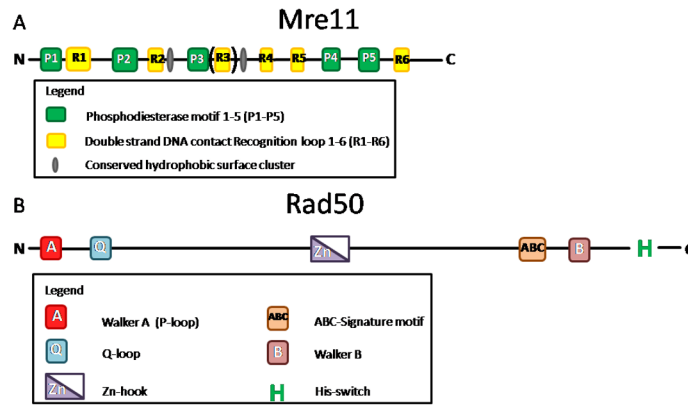 A
Mre11
N P1 R1 P2 R2 P3 (R3) R4 R5 P4 P5 R6 C
Legend
Phosphodiesterase motif 1-5 (P1-P5)
Double strand DNA contact Recognition loop 1-6 (R1-R6)
Conserved hydrophobic surface cluster
B
Rad50
N A Q Zn ABC B H C
Legend
A Walker A (P-loop)
ABC ABC-Signature motif
Q Q-loop
B Walker B
Zn Zn-hook
H His-switch